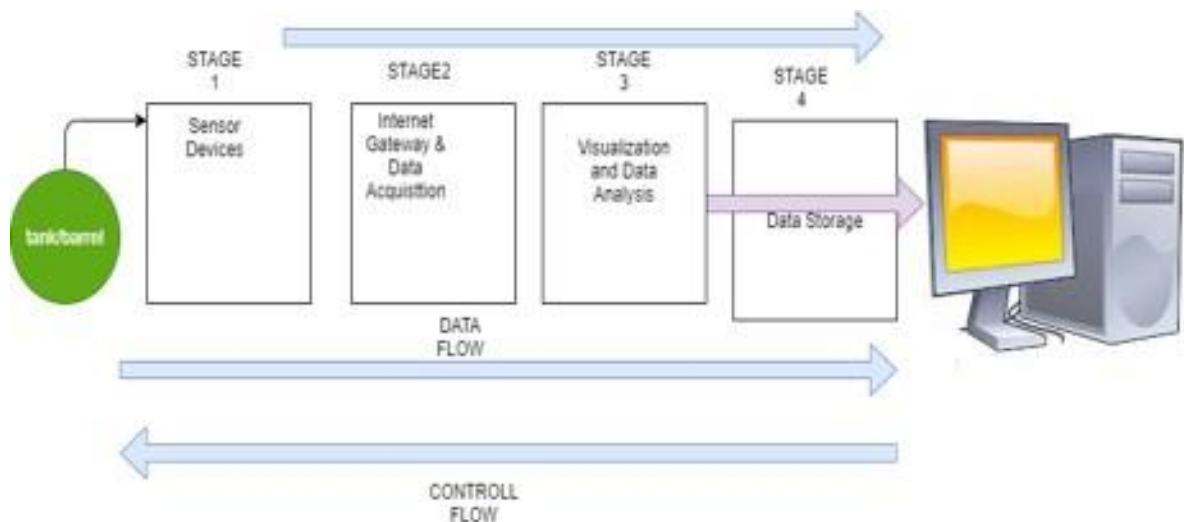 STAGE
1
STAGE2
STAGE
3
STAGE
4
Sensor
Devices
Internet
Gateway &
Data
Acquisttion
Visualization
and Data
Analysis
Data Storage
tank/barrel
DATA
FLOW
CONTROLL
FLOW